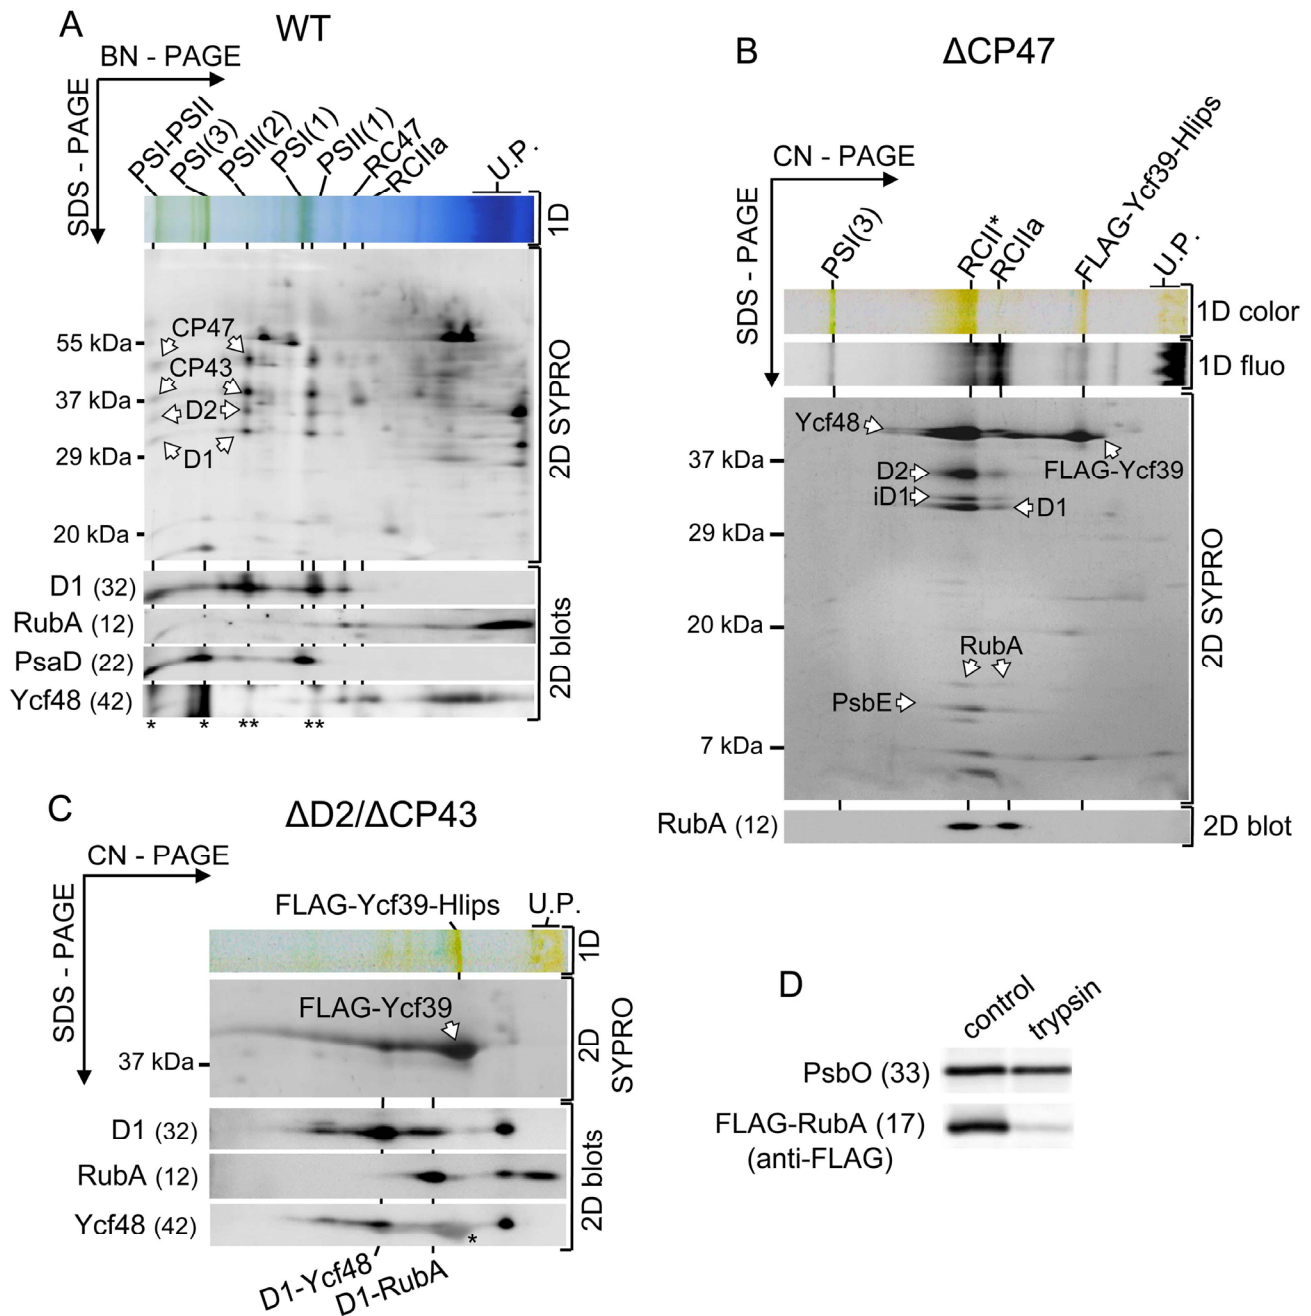 A
WT
BN - PAGE
SDS - PAGE
PSI-PSII
PSI(3)
PSII(2)
PSI(1)
PSII(1)
RC47
RCIIa
U.P.
1D
CP47
55 kDa
CP43
37 kDa
D2
D1
29 kDa
20 kDa
2D SYPRO
D1 (32)
RubA (12)
PsaD (22)
Ycf48 (42)
2D blots
* * ** **
B
ΔCP47
CN - PAGE
SDS - PAGE
PSI(3)
RCII*
RCIIa
FLAG-Ycf39-Hlips
U.P.
1D color
1D fluo
Ycf48
37 kDa
FLAG-Ycf39
D2
iD1
D1
29 kDa
20 kDa
RubA
PsbE
7 kDa
2D SYPRO
RubA (12)
2D blot
C
ΔD2/ΔCP43
CN - PAGE
SDS - PAGE
FLAG-Ycf39-Hlips
U.P.
1D
FLAG-Ycf39
37 kDa
2D
SYPRO
D1 (32)
RubA (12)
Ycf48 (42)
*
2D blots
D1-Ycf48
D1-RubA
D
control
trypsin
PsbO (33)
FLAG-RubA (17)
(anti-FLAG)